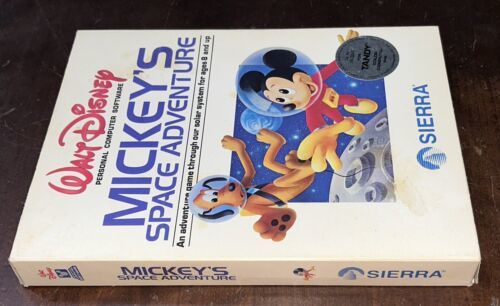 Walt Disney
PERSONAL COMPUTER SOFTWARE
MICKEY'S
SPACE ADVENTURE
An adventure game through our solar system for ages 8 and up
TANDY
SIERRA
MICKEY'S
SPACE ADVENTURE
SIERRA